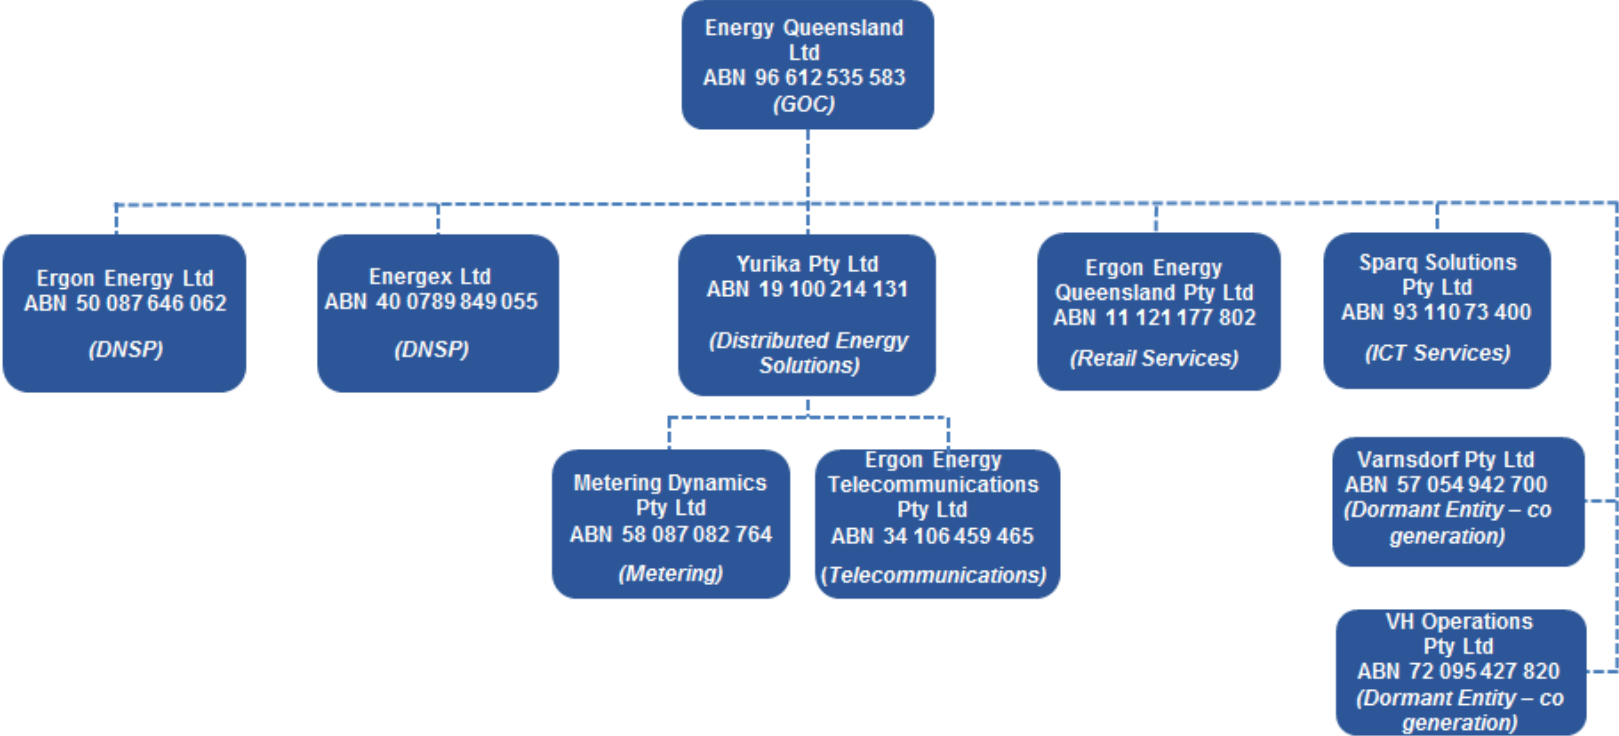 Energy Queensland
Ltd
ABN 96 612 535 583
(GOC)
Ergon Energy Ltd
ABN 50 087 646 062
(DNSP)
Energex Ltd
ABN 40 0789 849 055
(DNSP)
Yurika Pty Ltd
ABN 19 100 214 131
(Distributed Energy
Solutions)
Ergon Energy
Queensland Pty Ltd
ABN 11 121 177 802
(Retail Services)
Sparq Solutions
Pty Ltd
ABN 93 110 73 400
(ICT Services)
Metering Dynamics
Pty Ltd
ABN 58 087 082 764
(Metering)
Ergon Energy
Telecommunications
Pty Ltd
ABN 34 106 459 465
(Telecommunications)
Varnsdorf Pty Ltd
ABN 57 054 942 700
(Dormant Entity – co
generation)
VH Operations
Pty Ltd
ABN 72 095 427 820
(Dormant Entity – co
generation)